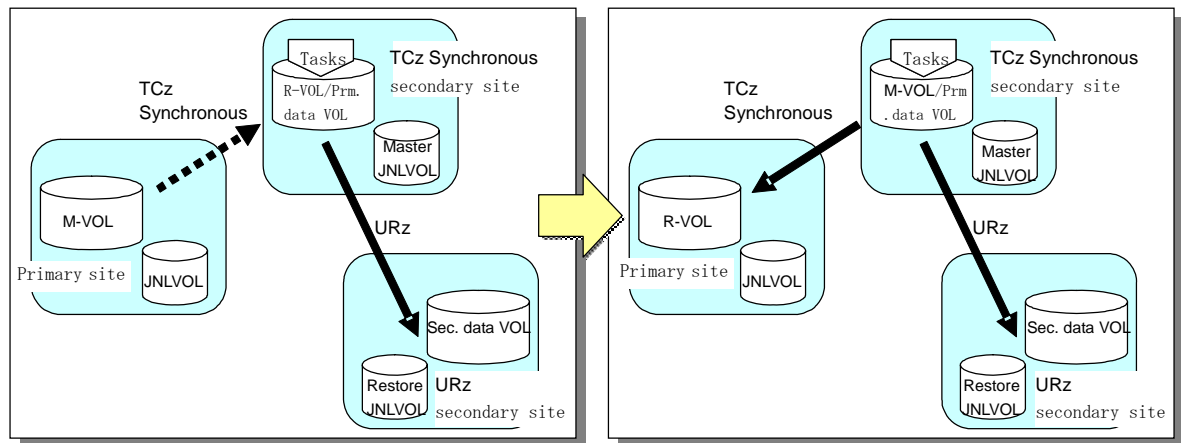 Tasks
R-VOL/Prm.
data VOL
TCz Synchronous
secondary site
TCz
Synchronous
Master
JNLVOL
M-VOL
Primary site
JNLVOL
URz
Sec. data VOL
Restore
JNLVOL
URz
secondary site
Tasks
M-VOL/Prm
.data VOL
TCz Synchronous
secondary site
TCz
Synchronous
Master
JNLVOL
R-VOL
Primary site
JNLVOL
URz
Sec. data VOL
Restore
JNLVOL
URz
secondary site